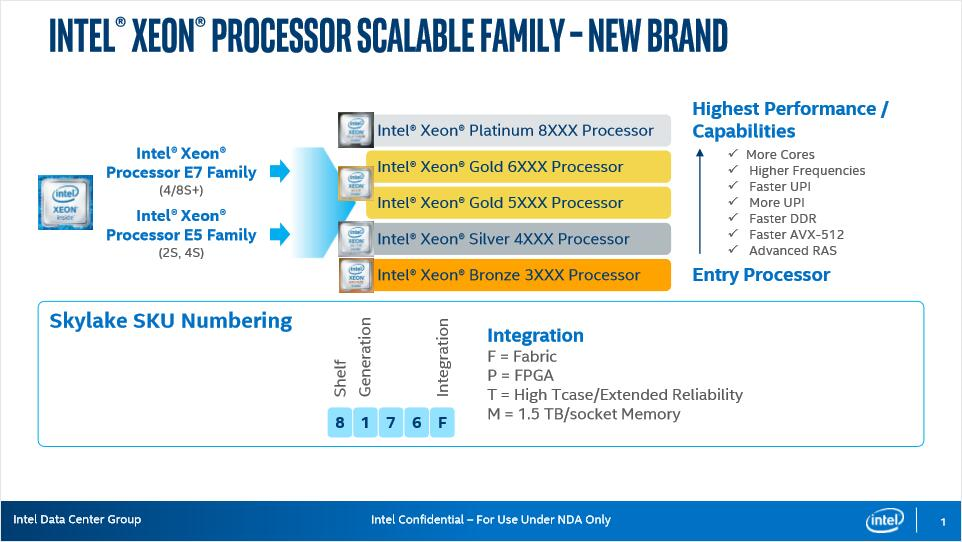 INTEL® XEON® PROCESSOR SCALABLE FAMILY – NEW BRAND
Intel® Xeon®
Processor E7 Family
(4/8S+)
Intel® Xeon®
Processor E5 Family
(2S, 4S)
intel
XEON®
inside™
Intel® Xeon® Platinum 8XXX Processor
Intel® Xeon® Gold 6XXX Processor
Intel® Xeon® Gold 5XXX Processor
Intel® Xeon® Silver 4XXX Processor
Intel® Xeon® Bronze 3XXX Processor
Highest Performance /
Capabilities
✓ More Cores
✓ Higher Frequencies
✓ Faster UPI
✓ More UPI
✓ Faster DDR
✓ Faster AVX-512
✓ Advanced RAS
Entry Processor
Skylake SKU Numbering
Shelf
Generation
Integration
8 1 7 6 F
Integration
F = Fabric
P = FPGA
T = High Tcase/Extended Reliability
M = 1.5 TB/socket Memory
Intel Data Center Group
Intel Confidential – For Use Under NDA Only
intel
1